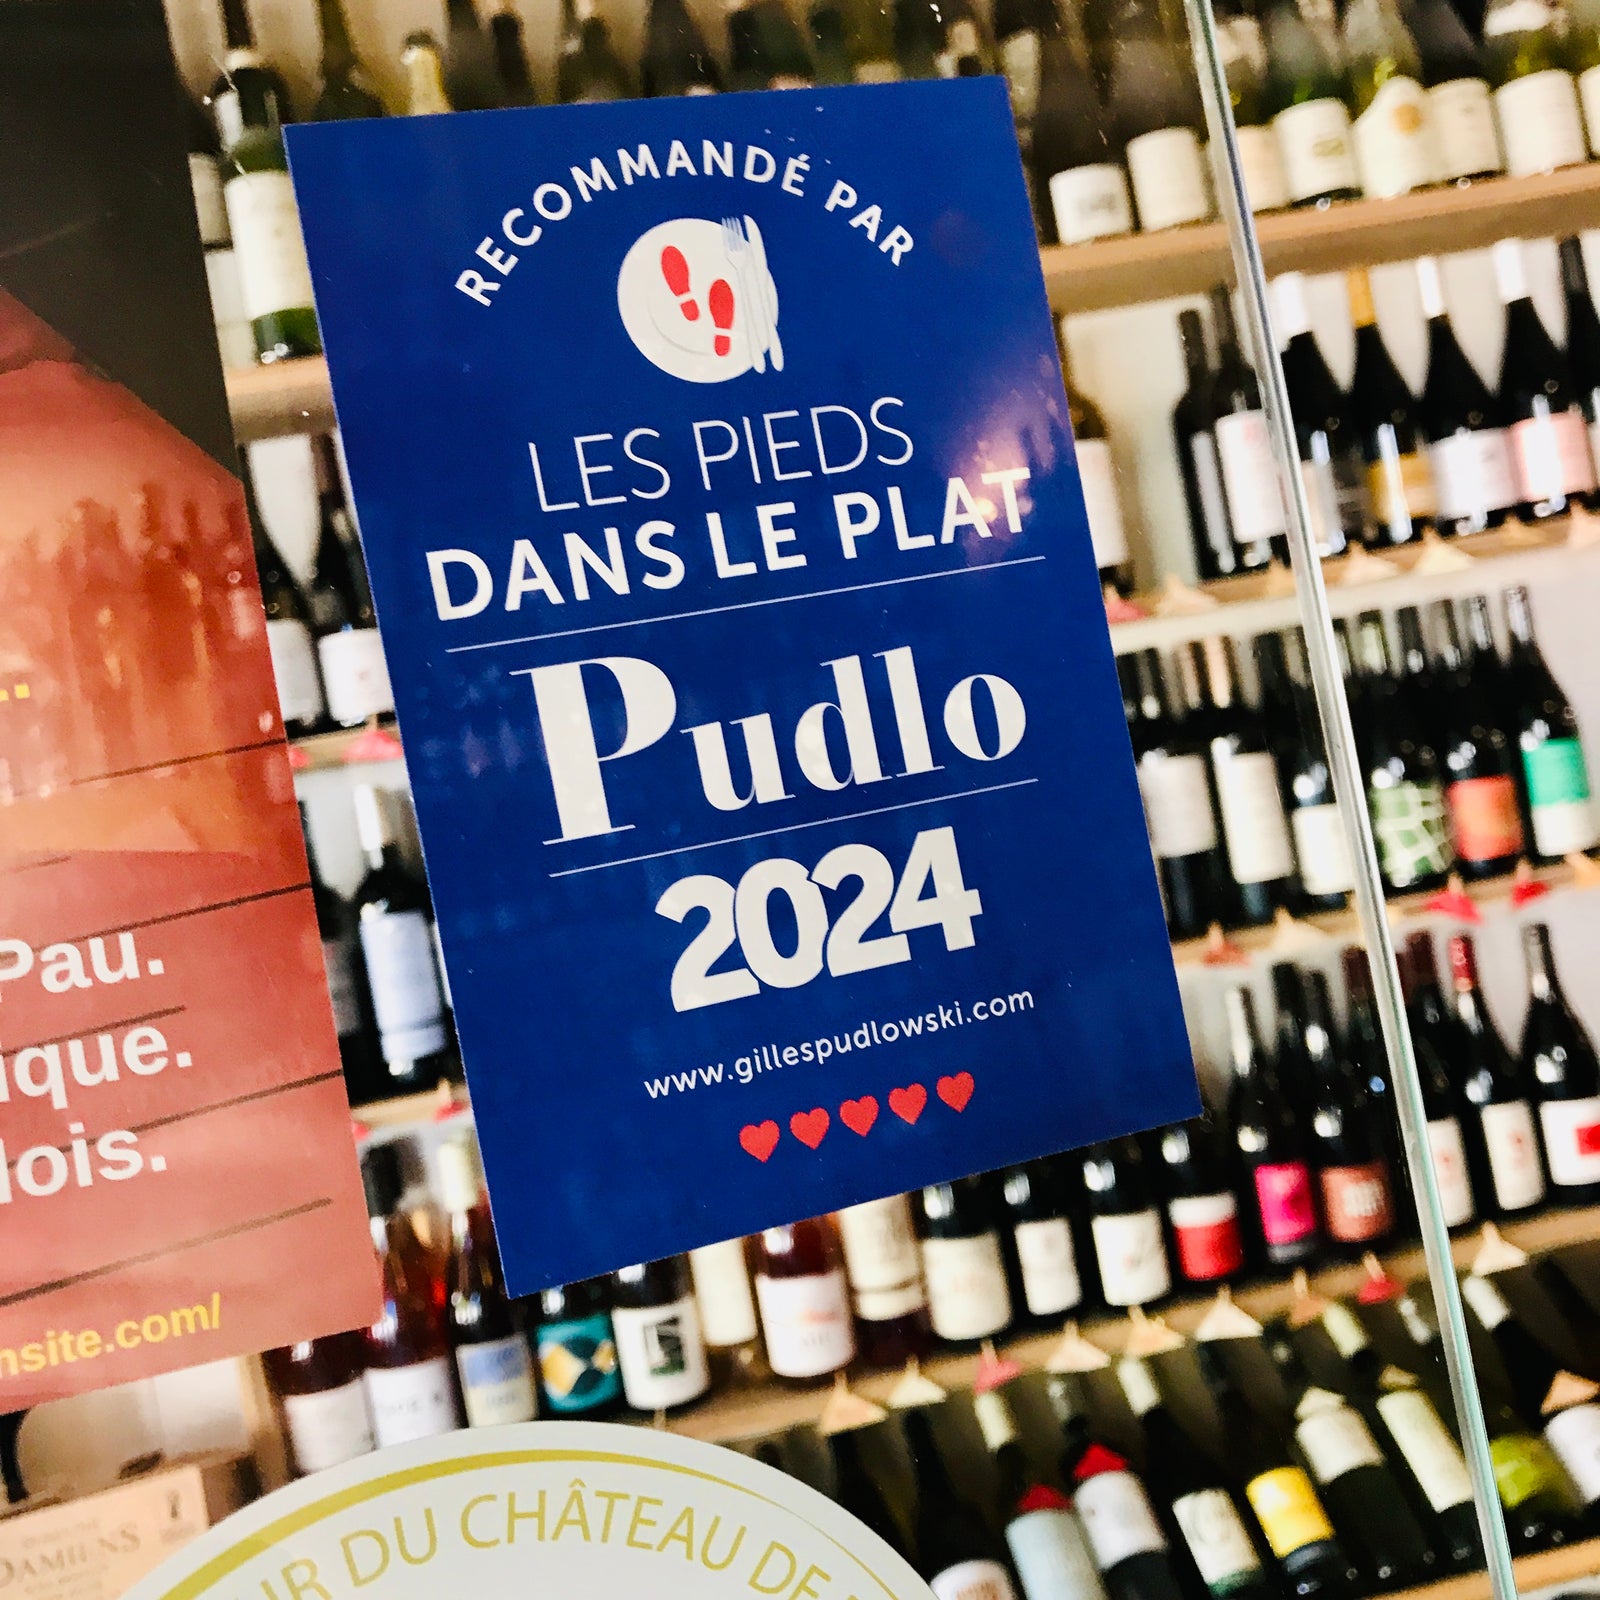 RECOMMANDÉ PAR
LES PIEDS
DANS LE PLAT
Pudlo
2024
www.gillespudlowski.com
Pau.
ique.
lois.
nsite.com/
DU CHÂTEAU DE
DAMIENS